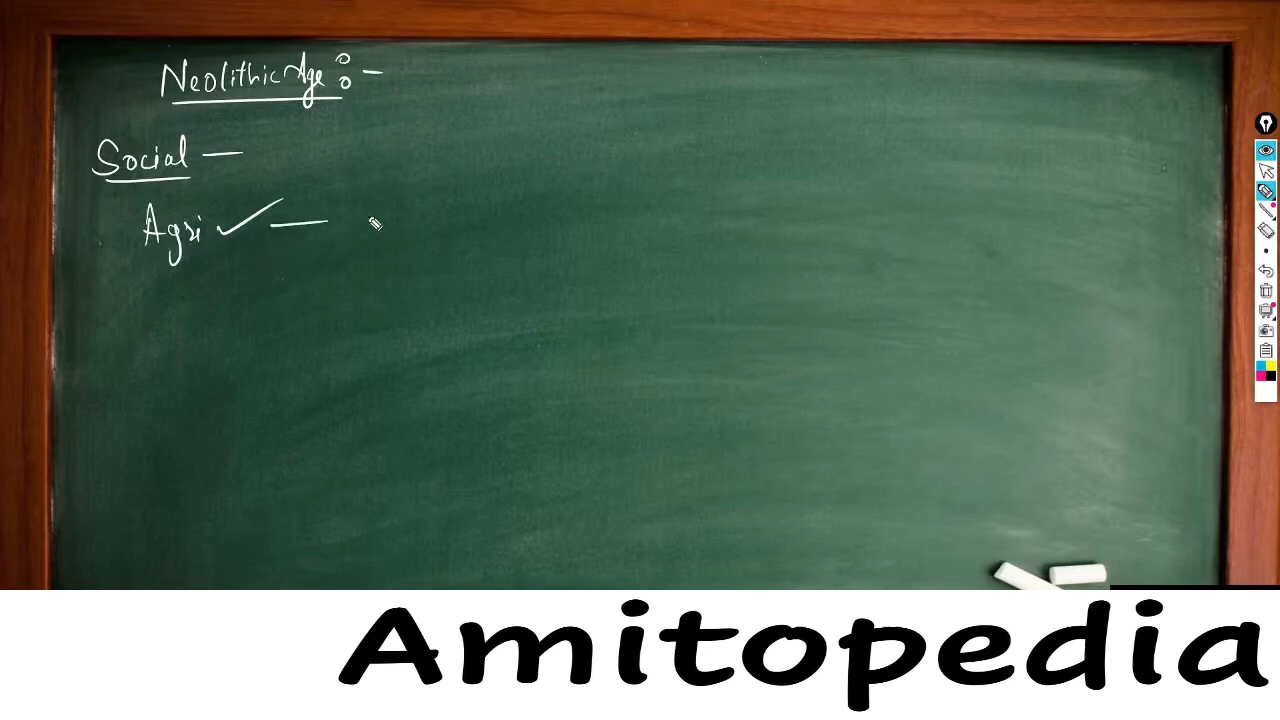 Neolithic Age :-
Social —
Agri ✓ —
Amitopedia